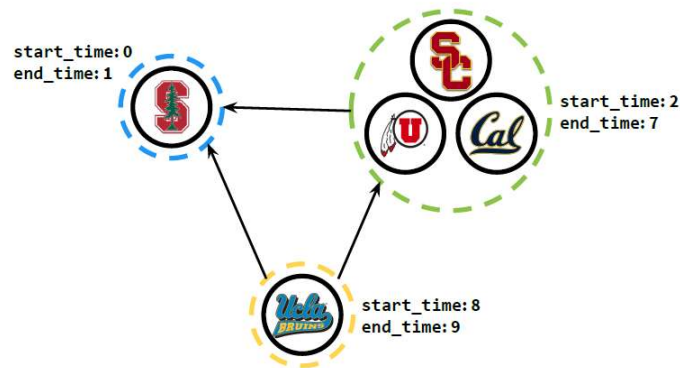 start_time: 0
end_time: 1
S
SC
U
Cal
start_time: 2
end_time: 7
Ucla
BRUINS
start_time: 8
end_time: 9